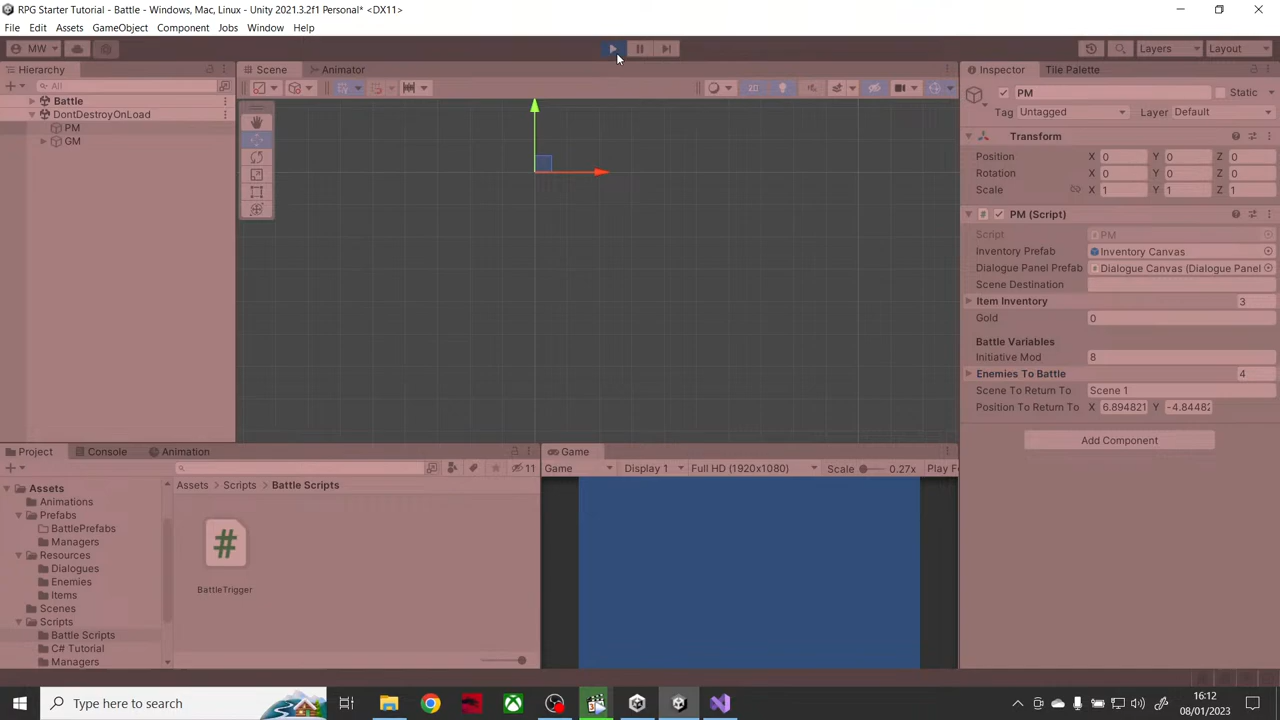 RPG Starter Tutorial - Battle - Windows, Mac, Linux - Unity 2021.3.2f1 Personal* <DX11>
File Edit Assets GameObject Component Jobs Window Help
MW Layers Layout
Hierarchy Scene Animator Inspector Tile Palette
All
PM Static
Battle
DontDestroyOnLoad Tag Untagged Layer Default
PM
GM Transform
2D
Position X 0 Y 0 Z 0
Rotation X 0 Y 0 Z 0
Scale X 1 Y 1 Z 1
# PM (Script)
Script PM
Inventory Prefab Inventory Canvas
Dialogue Panel Prefab Dialogue Canvas (Dialogue Panel
Scene Destination
Item Inventory 3
Gold 0
Battle Variables
Initiative Mod 8
Enemies To Battle 4
Scene To Return To Scene 1
Position To Return To X 6.894821 Y -4.84482
Add Component
Project Console Animation Game
11 Game Display 1 Full HD (1920x1080) Scale 0.27x Play F
Assets Assets > Scripts > Battle Scripts
Animations
Prefabs
BattlePrefabs
Managers
Resources
Dialogues
Enemies
Items
Scenes
Scripts
Battle Scripts
C# Tutorial
Managers
#
BattleTrigger
Type here to search
16:12
08/01/2023